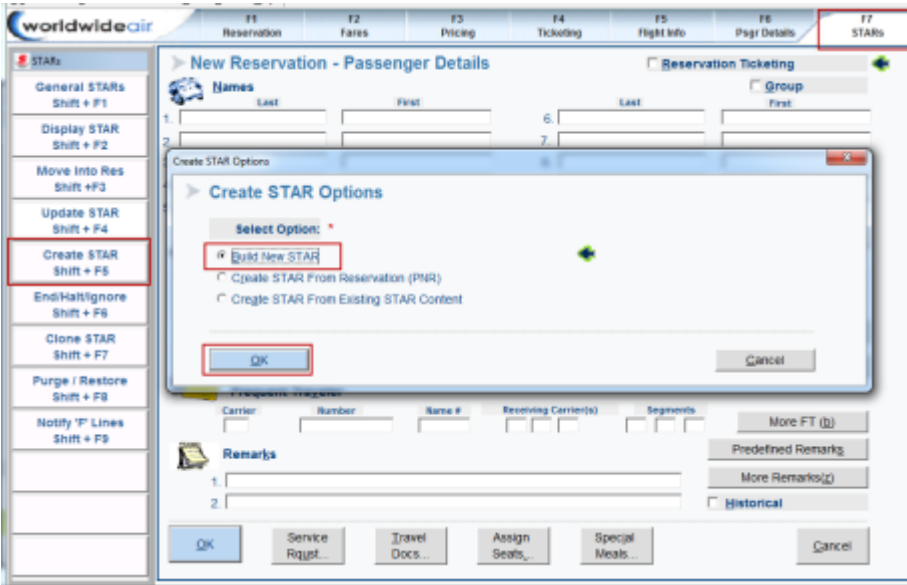 worldwideair
F1 F2 F3 F4 F5 F6 F7
Reservation Fares Pricing Ticketing Flight Info Psgr Details STARs
STARs
General STARs
Shift + F1
Display STAR
Shift + F2
Move Into Res
Shift +F3
Update STAR
Shift + F4
Create STAR
Shift + F5
End/Halt/Ignore
Shift + F6
Clone STAR
Shift + F7
Purge / Restore
Shift + F8
Notify 'F' Lines
Shift + F9
New Reservation - Passenger Details
Reservation Ticketing
Names
Group
Last First Last First
1. 6.
2. 7.
Create STAR Options
Create STAR Options
Select Option: *
Build New STAR
Create STAR From Reservation (PNR)
Create STAR From Existing STAR Content
OK Cancel
Frequent Traveler
Carrier Number Name # Receiving Carrier(s) Segments
More FT (b)
Remarks
Predefined Remarks
1.
More Remarks(z)
2.
Historical
OK
Service
Rqust...
Travel
Docs...
Assign
Seats...
Special
Meals...
Cancel